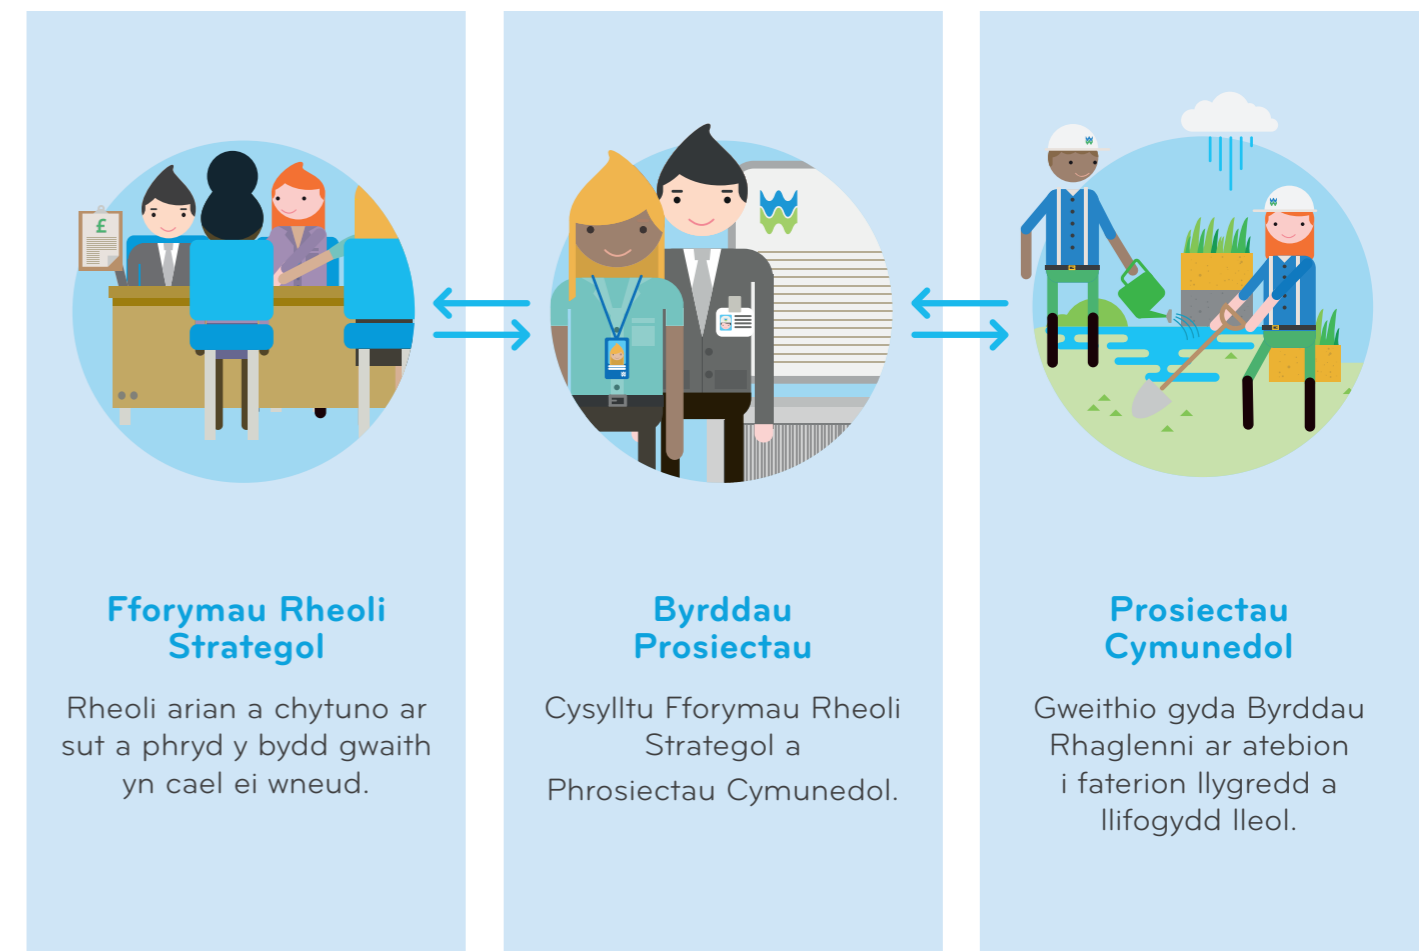 £
Fforymau Rheoli
Strategol
Rheoli arian a chytuno ar
sut a phryd y bydd gwaith
yn cael ei wneud.
Byrddau
Prosiectau
Cysylltu Fforymau Rheoli
Strategol a
Phrosiectau Cymunedol.
Prosiectau
Cymunedol
Gweithio gyda Byrddau
Rhaglenni ar atebion
i faterion llygredd a
llifogydd lleol.